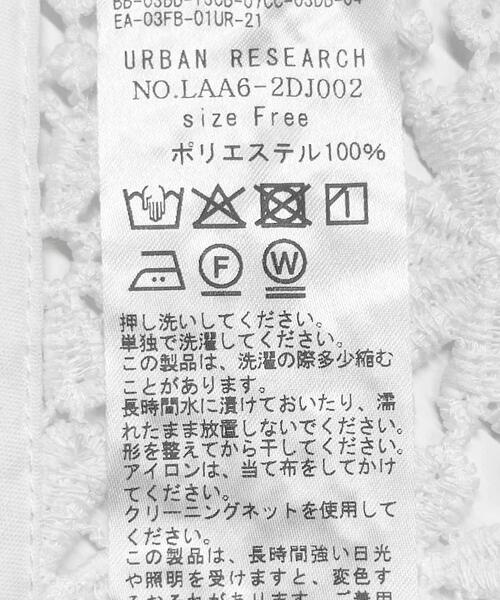 EA-03FB-01UR-21
URBAN RESEARCH
NO.LAA6-2DJ002
size Free
ポリエステル100%
F W
押し洗いしてください。
単独で洗濯してください。
この製品は、洗濯の際多少縮む
ことがあります。
長時間水に漬けておいたり、濡
れたまま放置しないでください。
形を整えてから干してください。
アイロンは、当て布をしてかけ
てください。
クリーニングネットを使用して
ください。
この製品は、長時間強い日光
や照明を受けますと、変色す